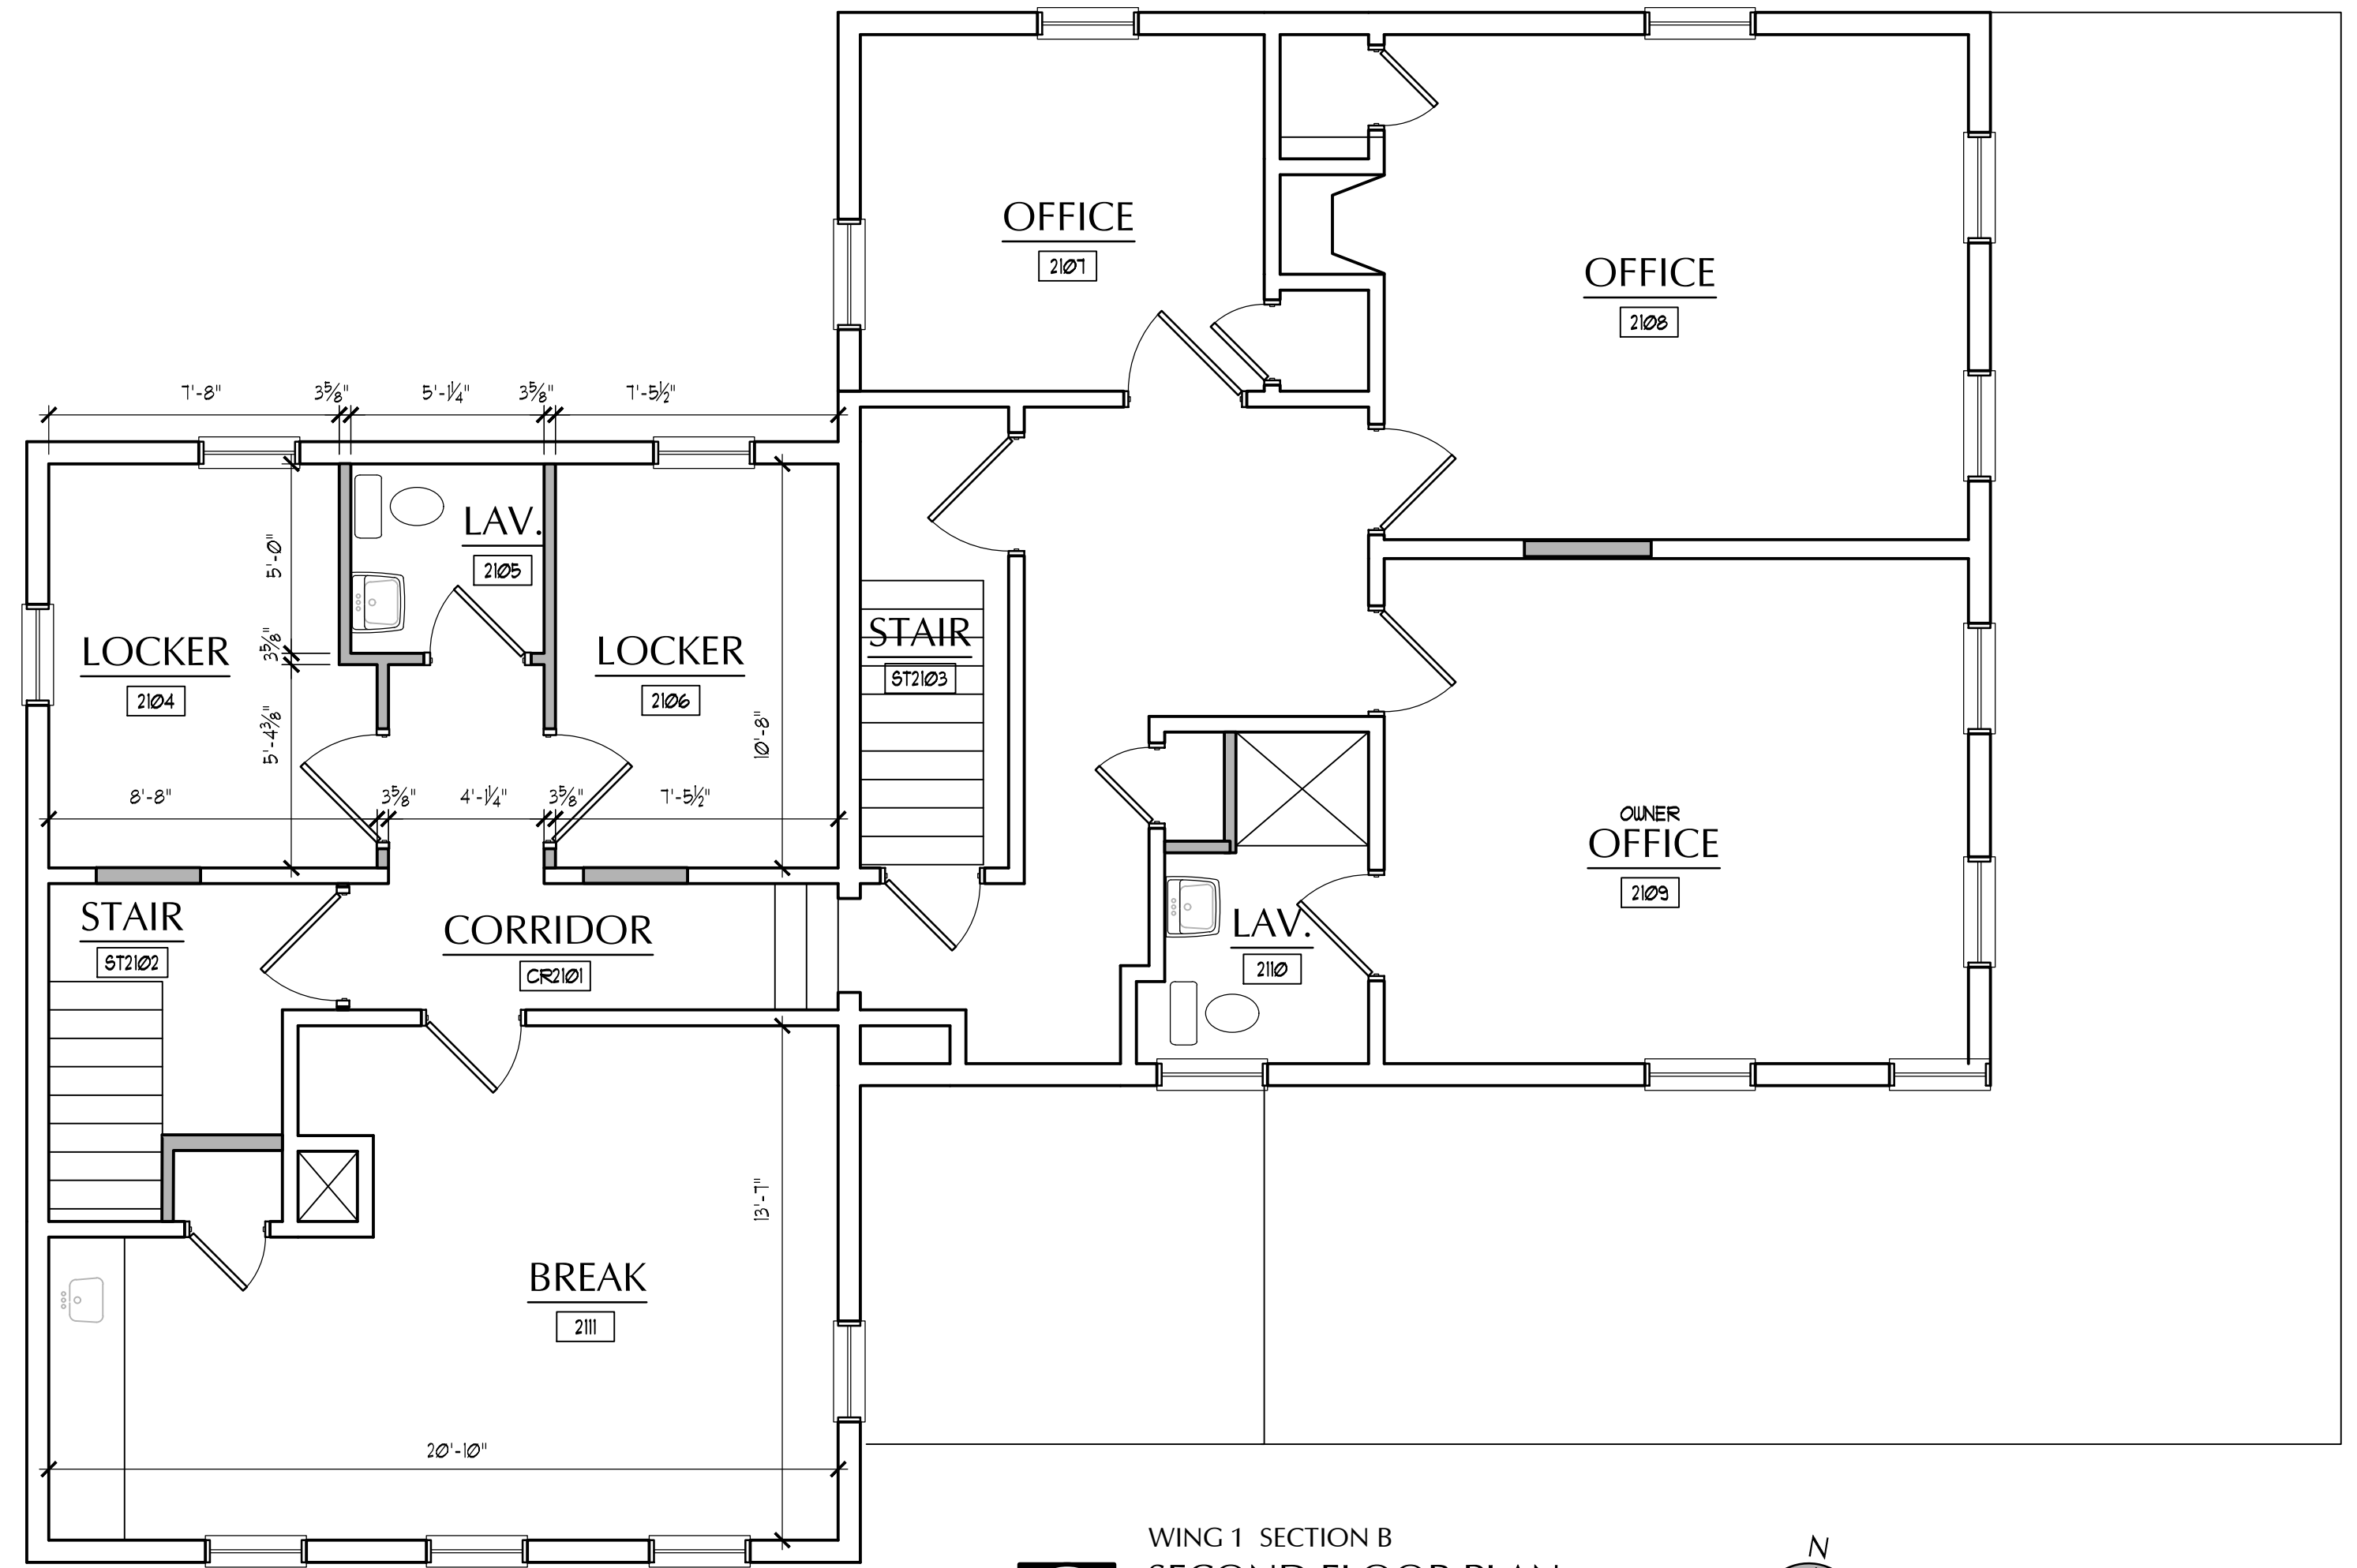 OFFICE
2107
OFFICE
2108
7'-8"
3⅝"
5'-1¼"
3⅝"
7'-5½"
LAV.
2105
5'-0"
3⅝"
5'-4⅜"
LOCKER
2104
LOCKER
2106
10'-8"
STAIR
ST2103
8'-8"
3⅝"
4'-1¼"
3⅝"
7'-5½"
OWNER
OFFICE
2109
STAIR
ST2102
CORRIDOR
CR2101
LAV.
2110
13'-7"
BREAK
2111
20'-10"
WING 1 SECTION B
SECOND FLOOR PLAN
N